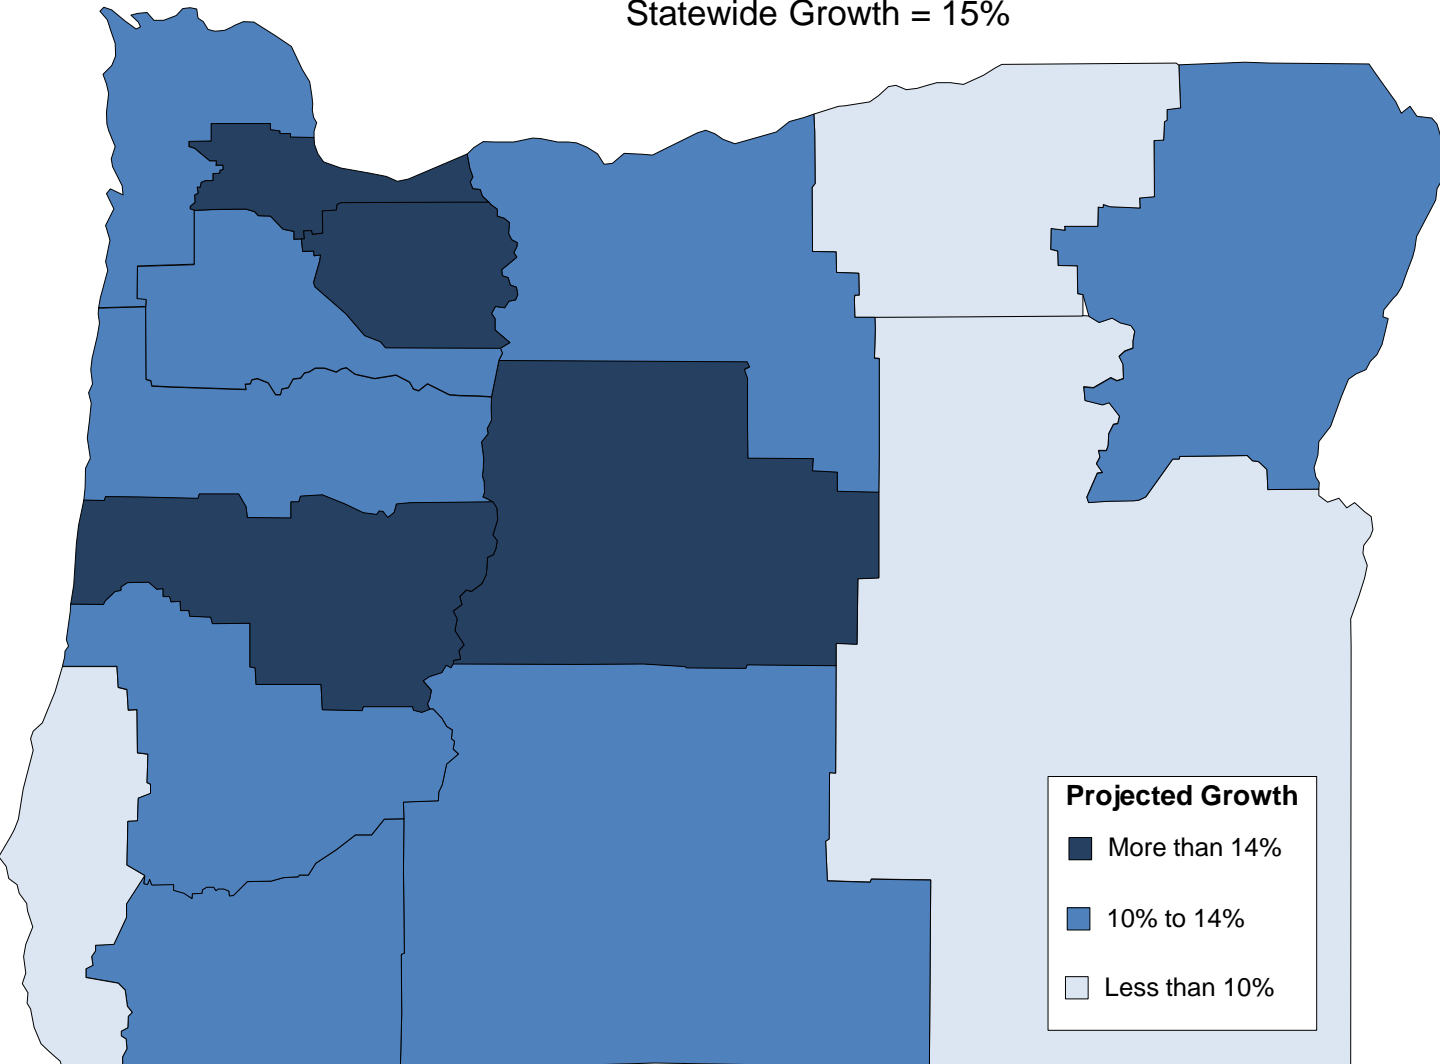 Statewide Growth = 15%
Projected Growth
More than 14%
10% to 14%
Less than 10%